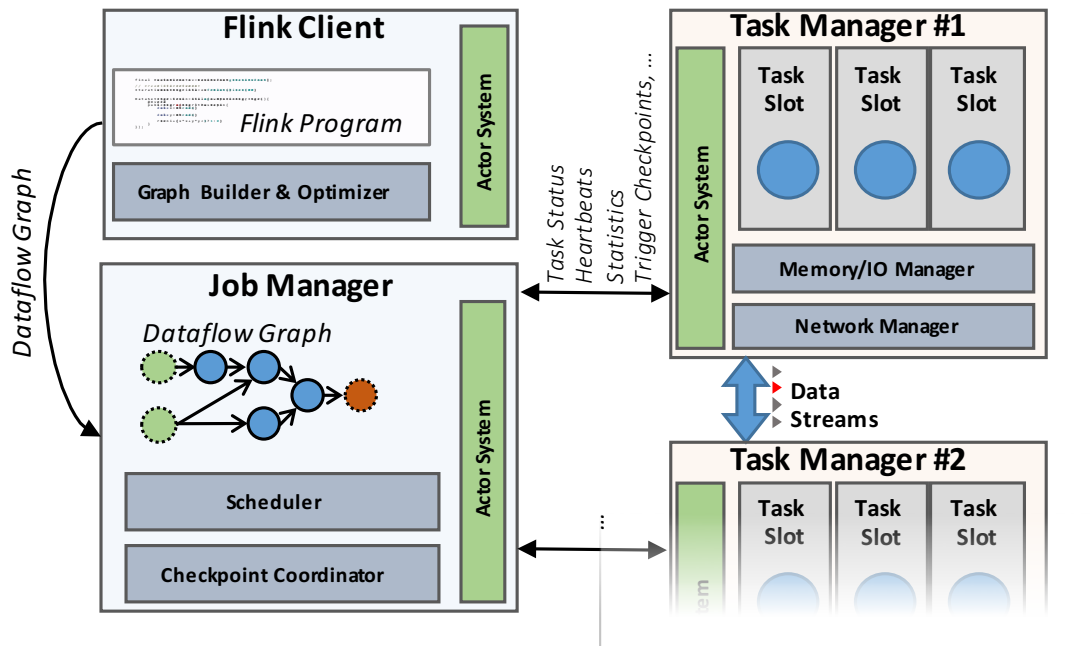 Flink Client
Flink Program
Graph Builder & Optimizer
Actor System
Dataflow Graph
Job Manager
Dataflow Graph
Scheduler
Checkpoint Coordinator
Actor System
Task Status
Heartbeats
Statistics
Trigger Checkpoints, ...
...
Task Manager #1
Actor System
Task
Slot
Task
Slot
Task
Slot
Memory/IO Manager
Network Manager
Data
Streams
Task Manager #2
Task
Slot
Task
Slot
Task
Slot